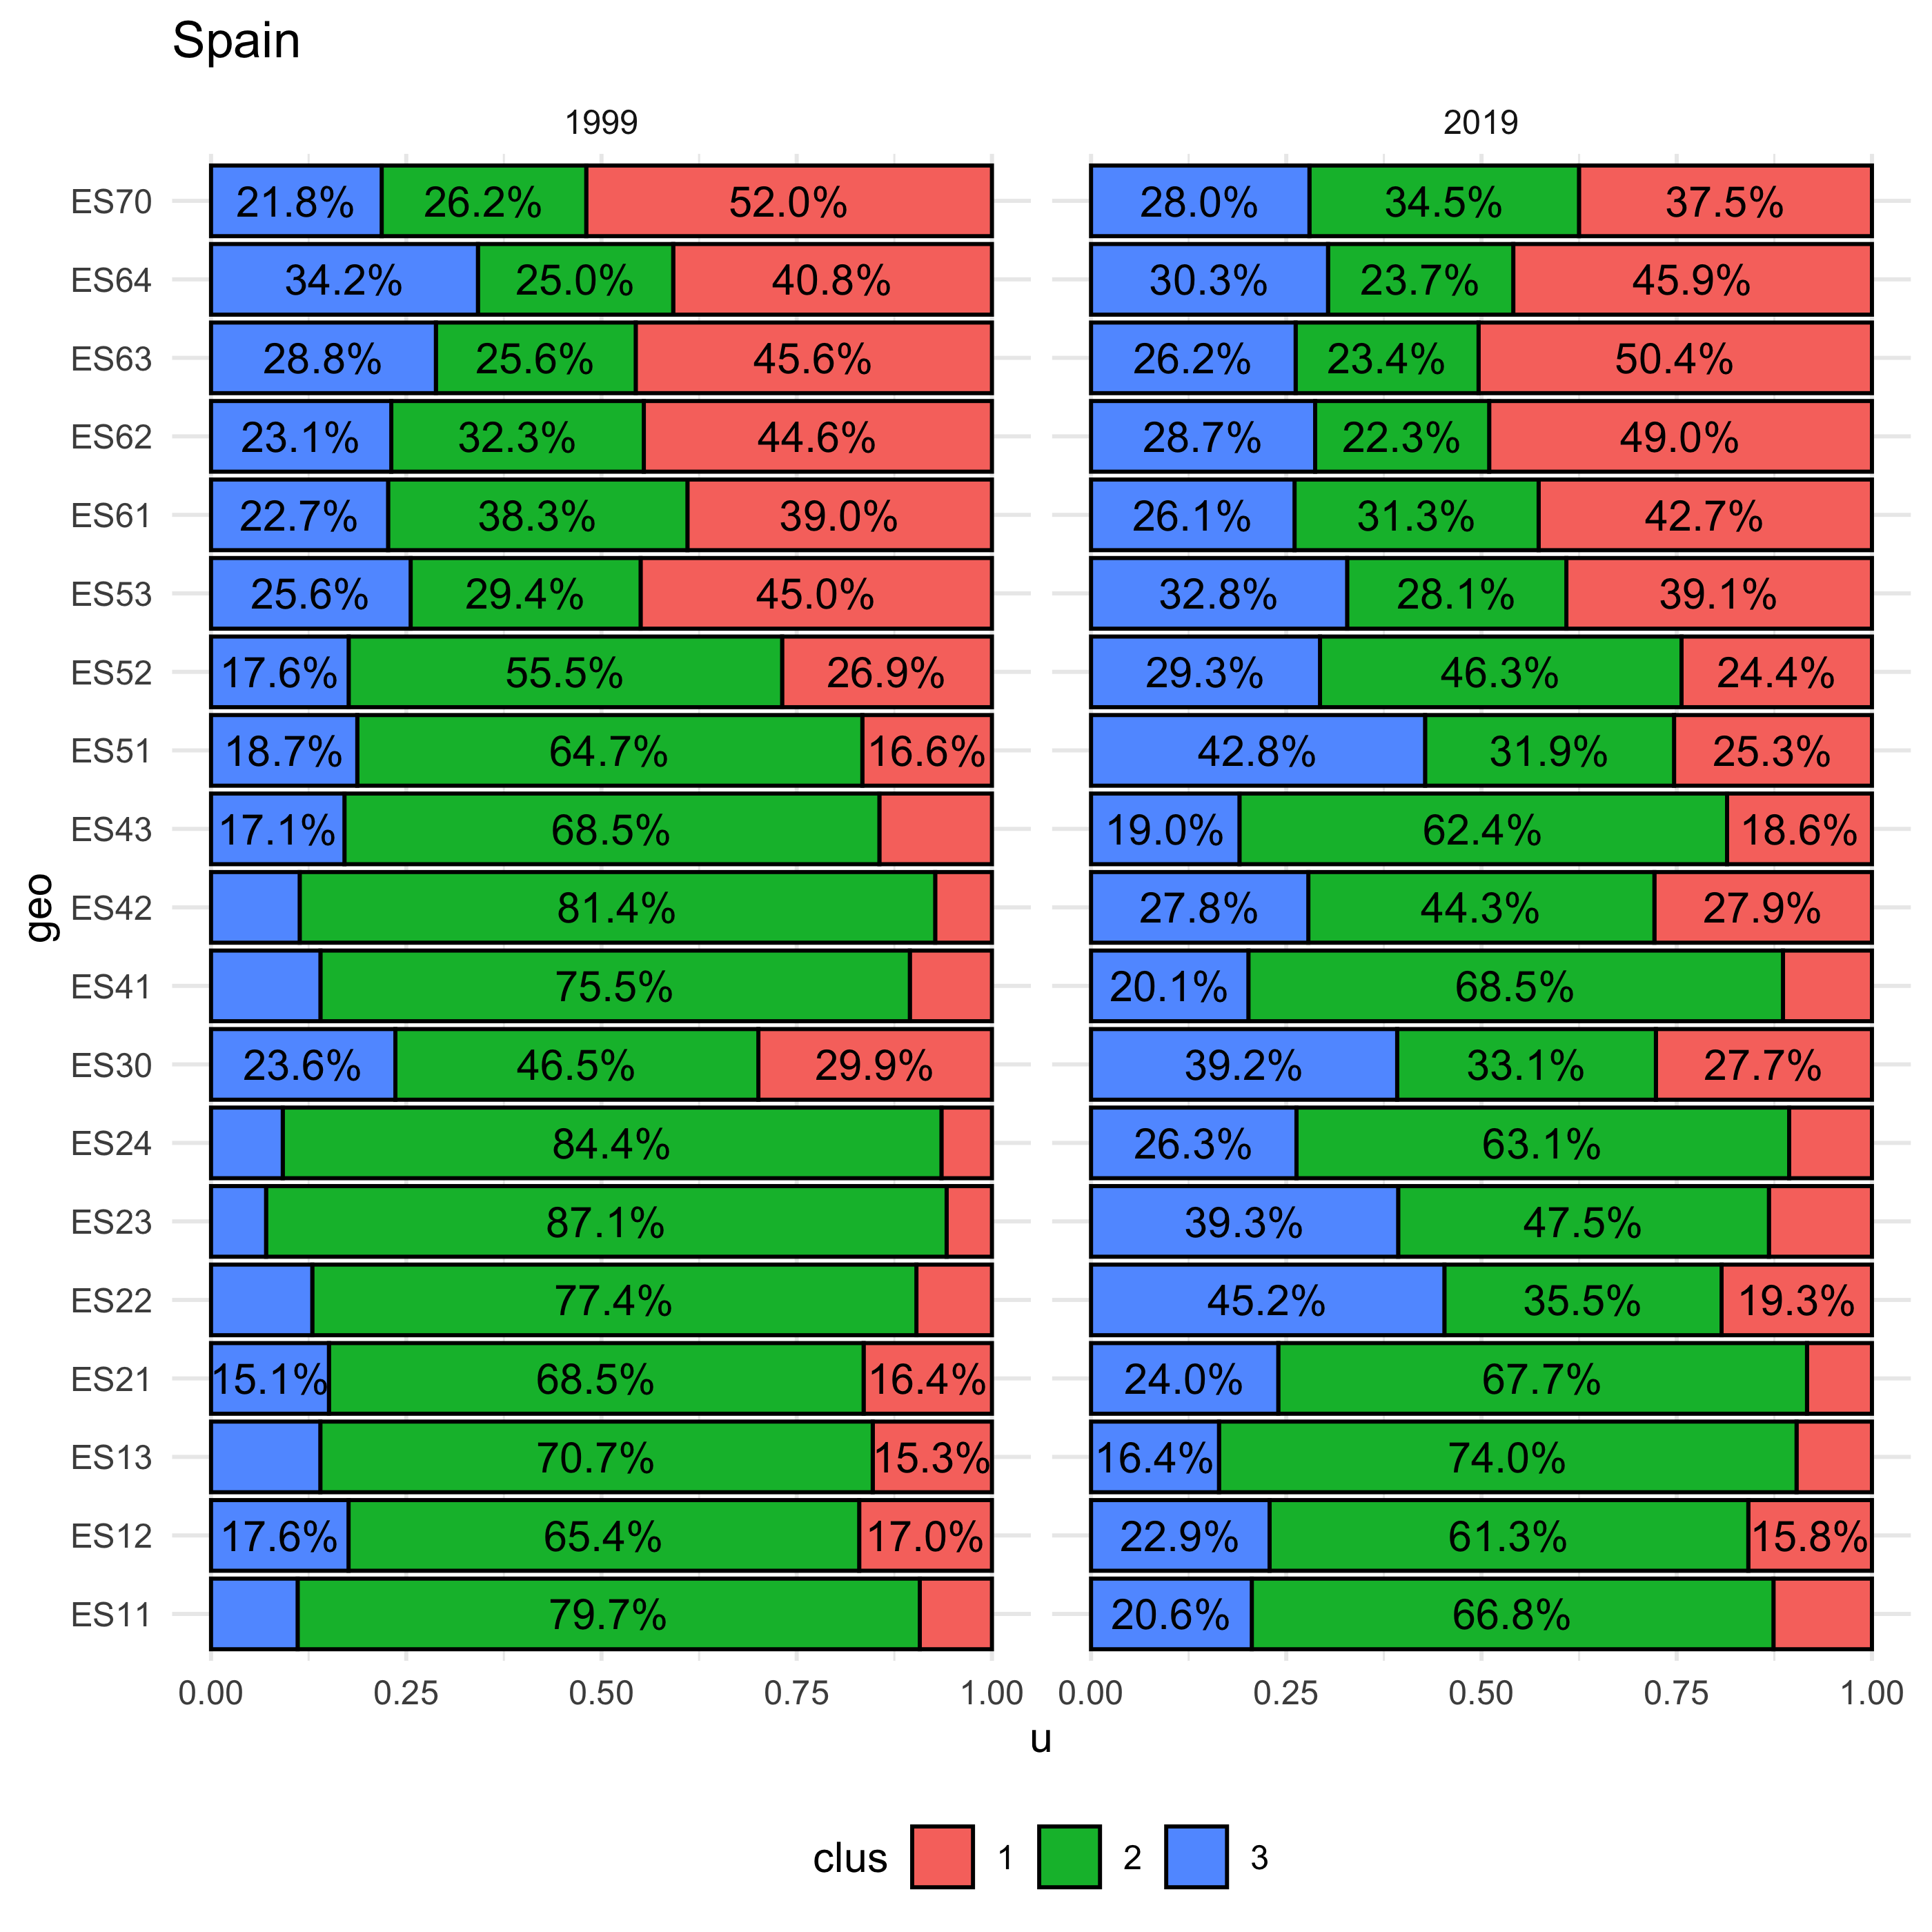 Spain
1999 2019
ES70 21.8% 26.2% 52.0% 28.0% 34.5% 37.5%
ES64 34.2% 25.0% 40.8% 30.3% 23.7% 45.9%
ES63 28.8% 25.6% 45.6% 26.2% 23.4% 50.4%
ES62 23.1% 32.3% 44.6% 28.7% 22.3% 49.0%
ES61 22.7% 38.3% 39.0% 26.1% 31.3% 42.7%
ES53 25.6% 29.4% 45.0% 32.8% 28.1% 39.1%
ES52 17.6% 55.5% 26.9% 29.3% 46.3% 24.4%
ES51 18.7% 64.7% 16.6% 42.8% 31.9% 25.3%
ES43 17.1% 68.5% 19.0% 62.4% 18.6%
geo
ES42 81.4% 27.8% 44.3% 27.9%
ES41 75.5% 20.1% 68.5%
ES30 23.6% 46.5% 29.9% 39.2% 33.1% 27.7%
ES24 84.4% 26.3% 63.1%
ES23 87.1% 39.3% 47.5%
ES22 77.4% 45.2% 35.5% 19.3%
ES21 15.1% 68.5% 16.4% 24.0% 67.7%
ES13 70.7% 15.3% 16.4% 74.0%
ES12 17.6% 65.4% 17.0% 22.9% 61.3% 15.8%
ES11 79.7% 20.6% 66.8%
0.00 0.25 0.50 0.75 1.00 0.00 0.25 0.50 0.75 1.00
u
clus 1 2 3